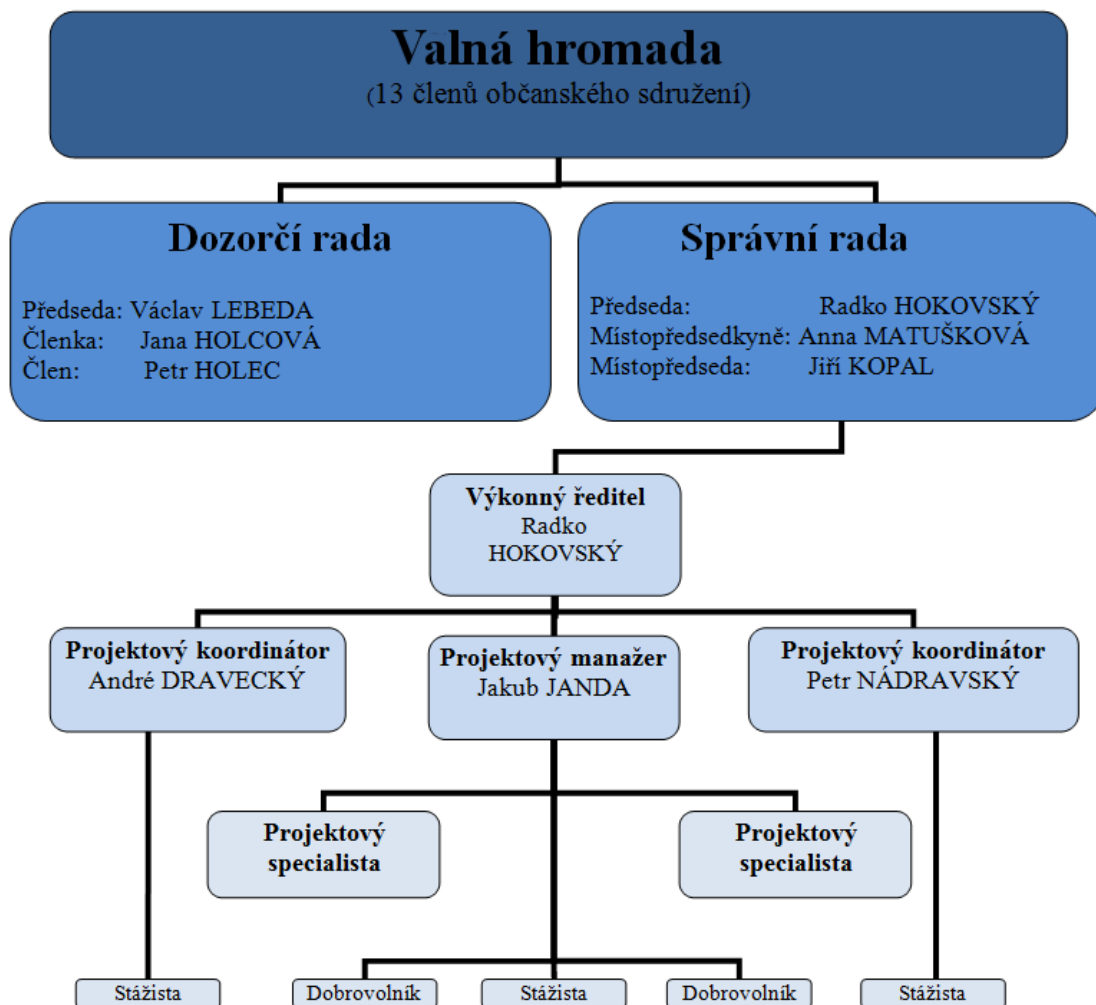 Valná hromada
(13 členů občanského sdružení)
Dozorčí rada
Předseda: Václav LEBEDA
Členka: Jana HOLCOVÁ
Člen: Petr HOLEC
Správní rada
Předseda: Radko HOKOVSKÝ
Místopředsedkyně: Anna MATUŠKOVÁ
Místopředseda: Jiří KOPAL
Výkonný ředitel
Radko
HOKOVSKÝ
Projektový koordinátor
André DRAVECKÝ
Projektový manažer
Jakub JANDA
Projektový koordinátor
Petr NÁDRAVSKÝ
Projektový
specialista
Projektový
specialista
Stážista
Dobrovolník
Stážista
Dobrovolník
Stážista